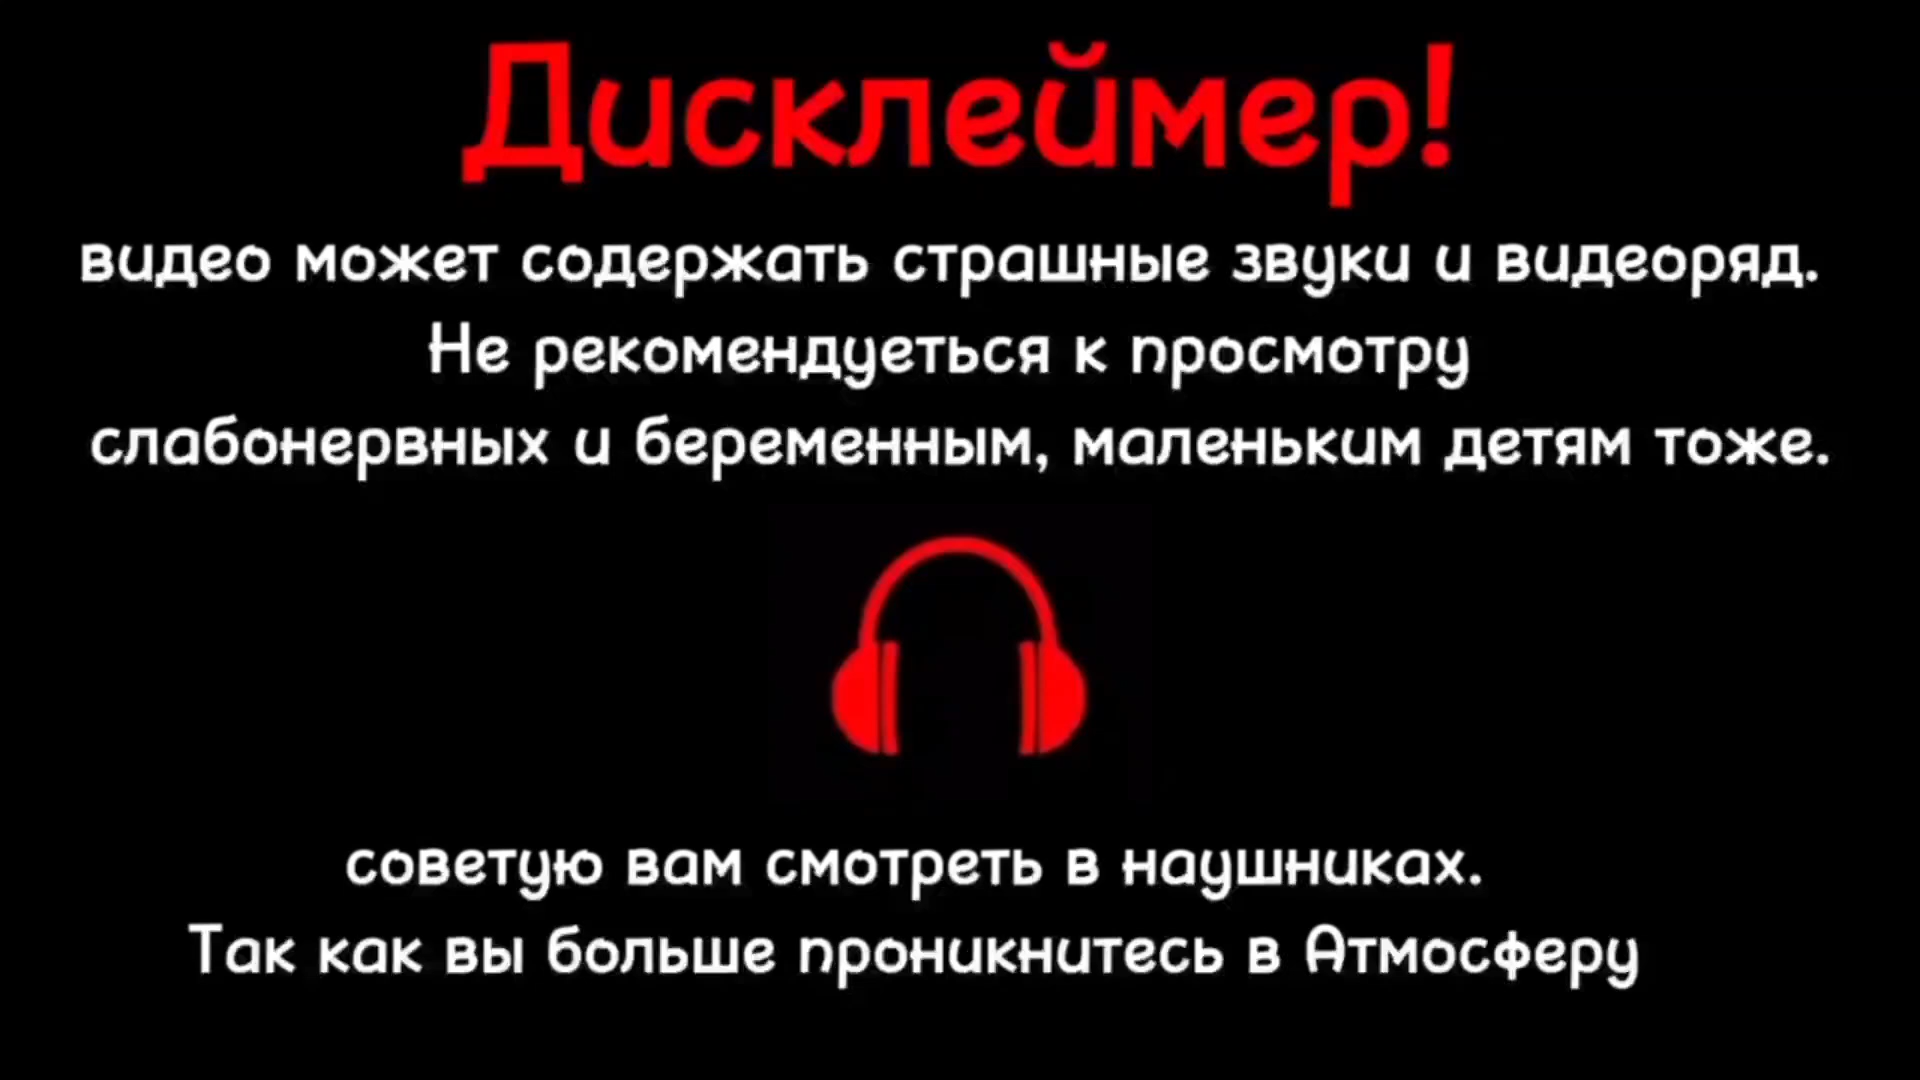 Дисклеймер!
видео может содержать страшные звуки и видеоряд.
Не рекомендуеться к просмотру
слабонервных и беременным, маленьким детям тоже.
советую вам смотреть в наушниках.
Так как вы больше проникнитесь в Атмосферу